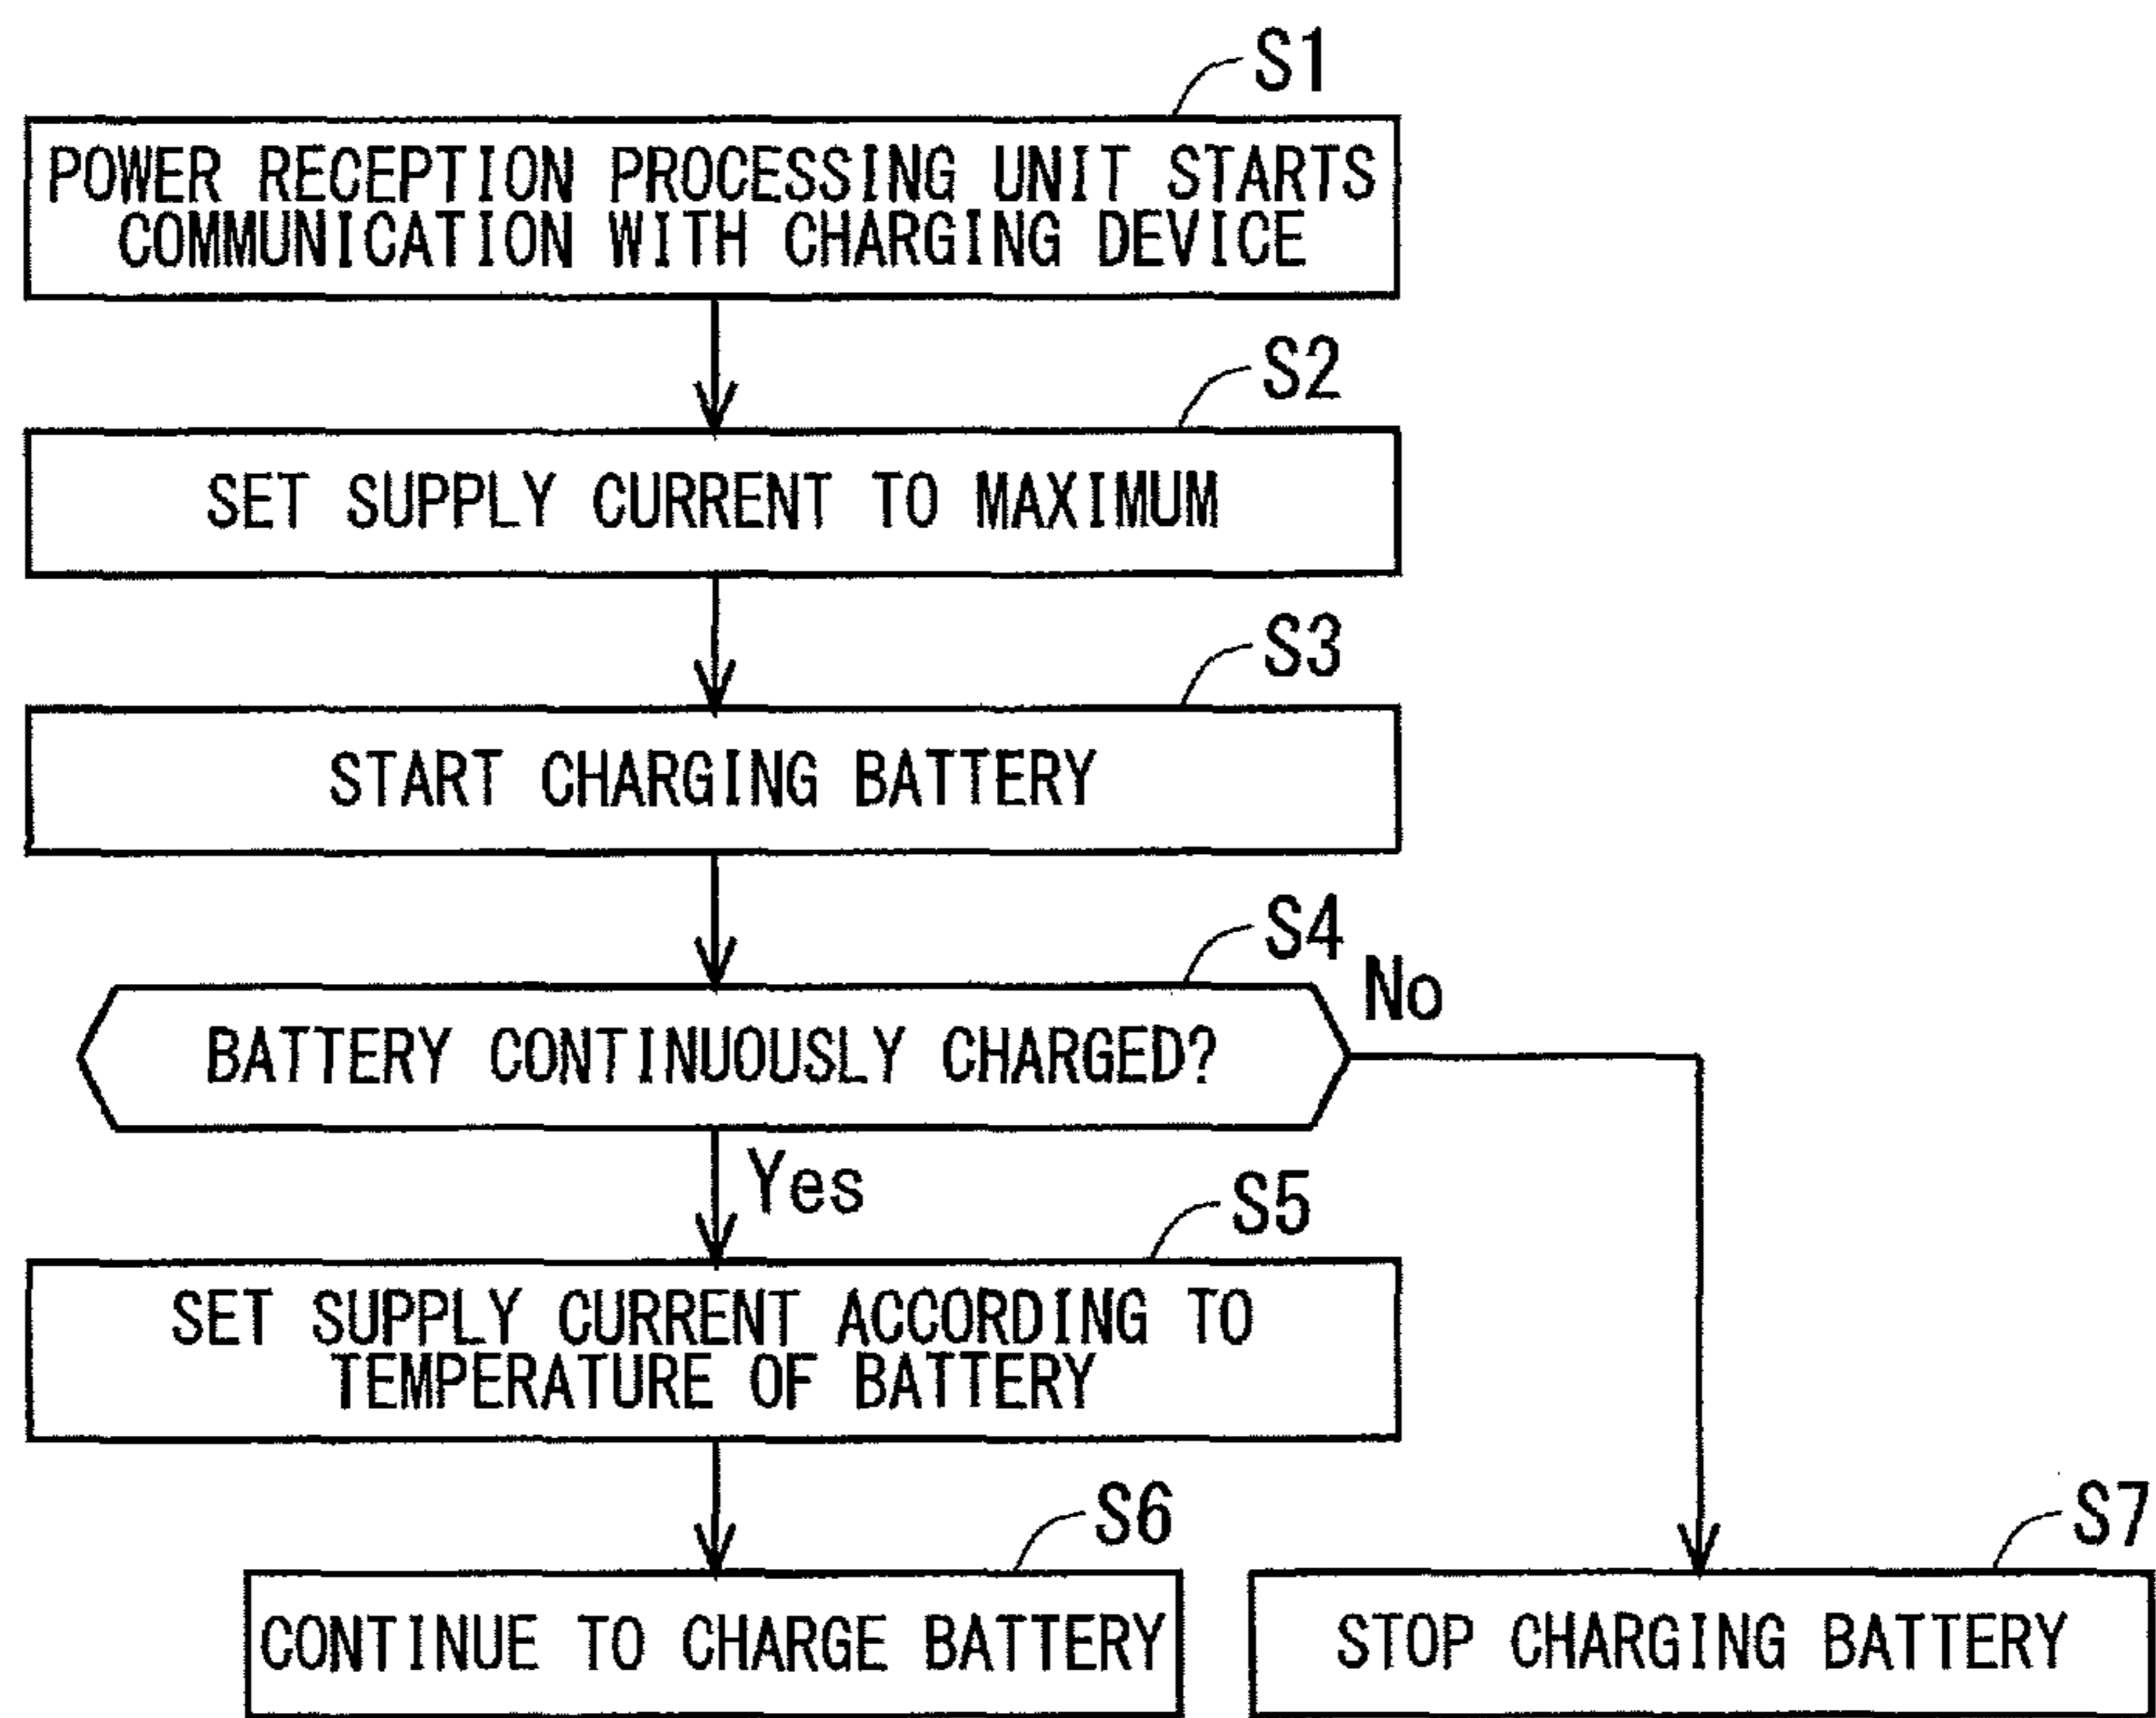 S1
POWER RECEPTION PROCESSING UNIT STARTS
COMMUNICATION WITH CHARGING DEVICE
S2
SET SUPPLY CURRENT TO MAXIMUM
S3
START CHARGING BATTERY
S4
No
BATTERY CONTINUOUSLY CHARGED?
Yes
S5
SET SUPPLY CURRENT ACCORDING TO
TEMPERATURE OF BATTERY
S6
CONTINUE TO CHARGE BATTERY
S7
STOP CHARGING BATTERY